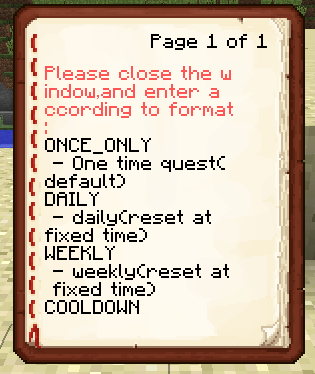 Page 1 of 1
Please close the w
indow,and enter a
ccording to format
:
ONCE_ONLY
- One time quest(
default)
DAILY
- daily(reset at
fixed time)
WEEKLY
- weekly(reset at
fixed time)
COOLDOWN